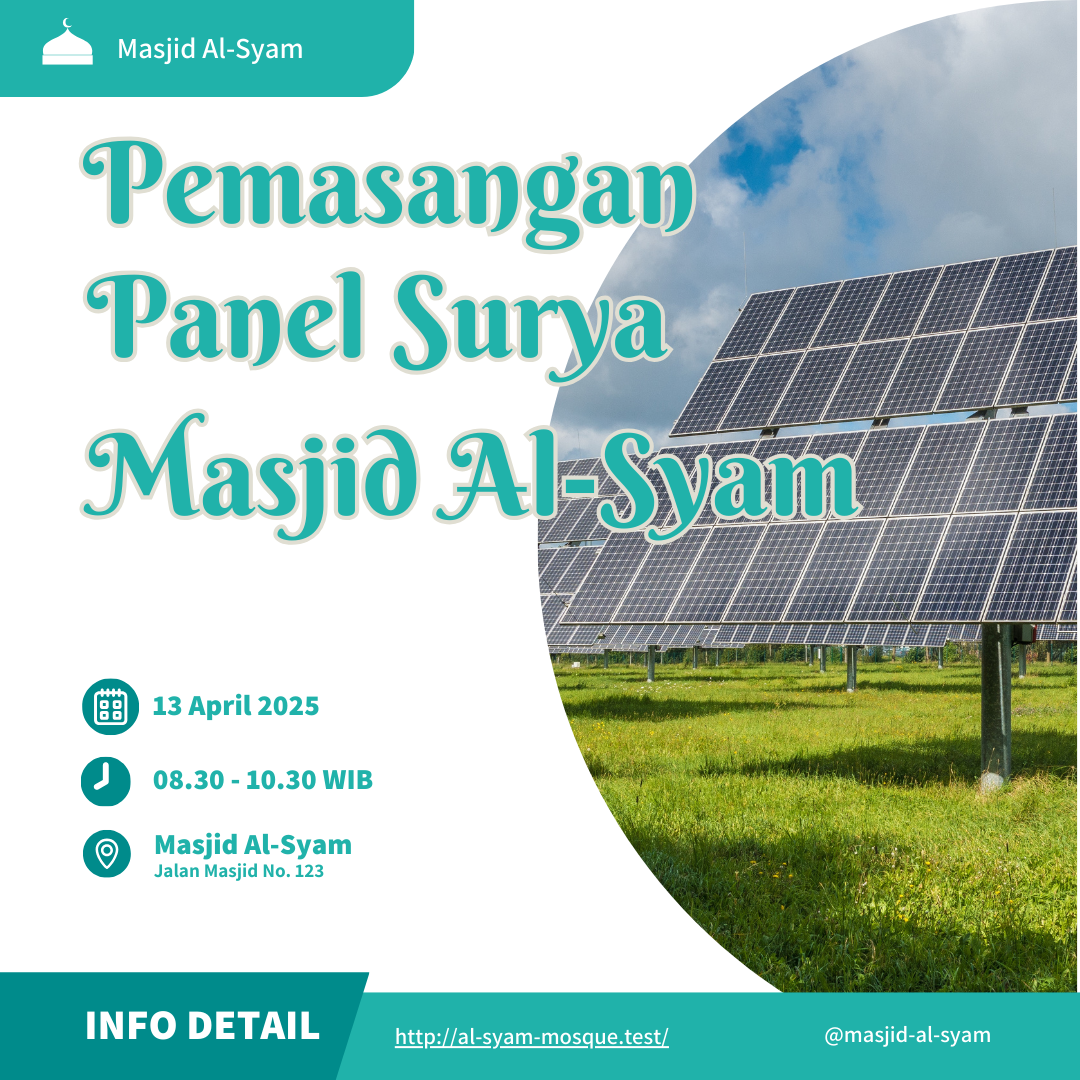 Masjid Al-Syam
Pemasangan
Panel Surya
Masjid Al-Syam
13 April 2025
08.30 - 10.30 WIB
Masjid Al-Syam
Jalan Masjid No. 123
INFO DETAIL
http://al-syam-mosque.test/
@masjid-al-syam